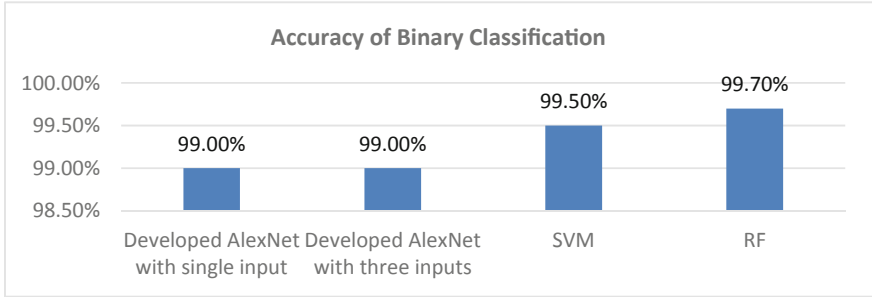 Accuracy of Binary Classification
100.00%
99.50%
99.00%
98.50%
99.00%
99.00%
99.50%
99.70%
Developed AlexNet with single input
Developed AlexNet with three inputs
SVM
RF